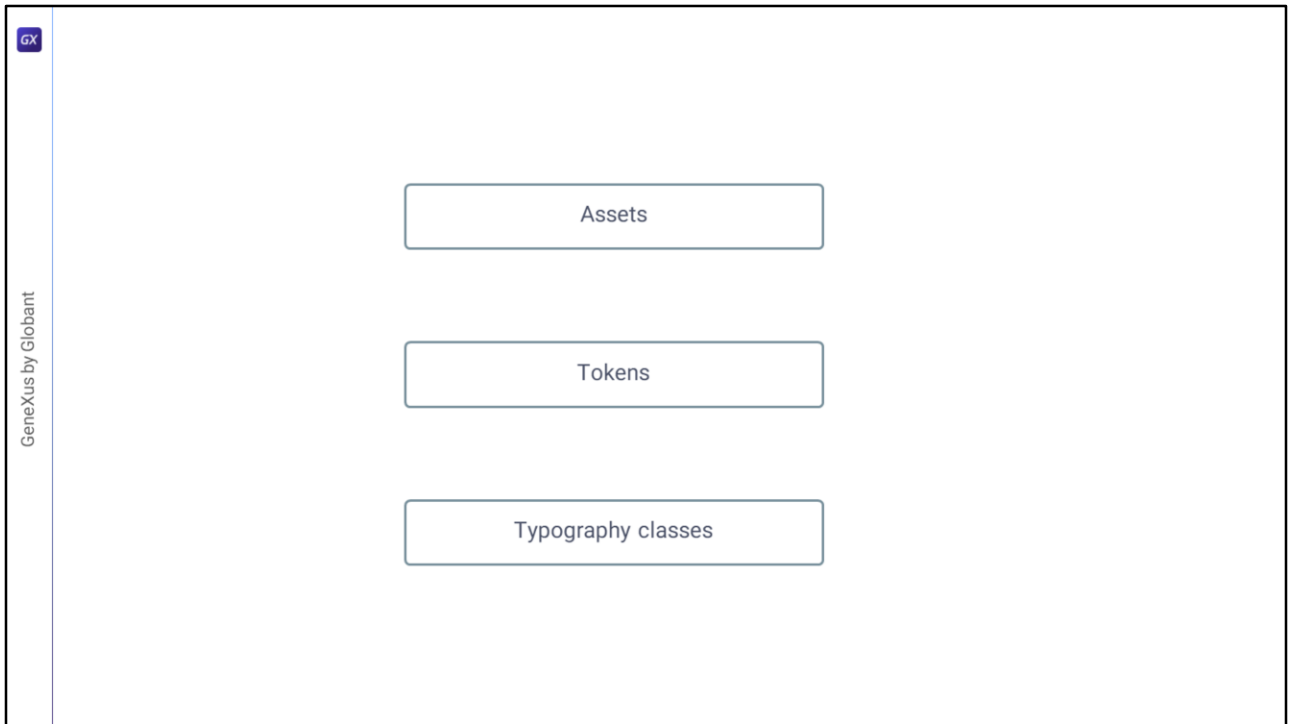 GX
GeneXus by Globant
Assets
Tokens
Typography classes